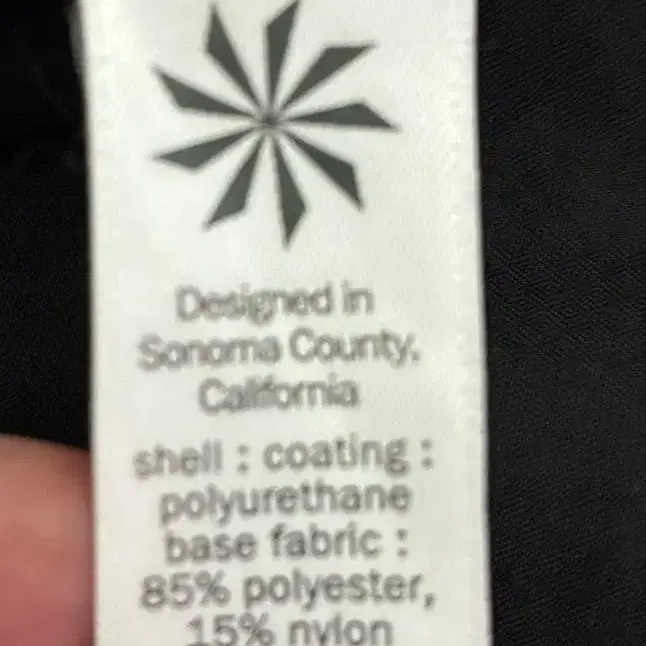 Designed in
Sonoma County,
California
shell : coating :
polyurethane
base fabric :
85% polyester,
15% nylon